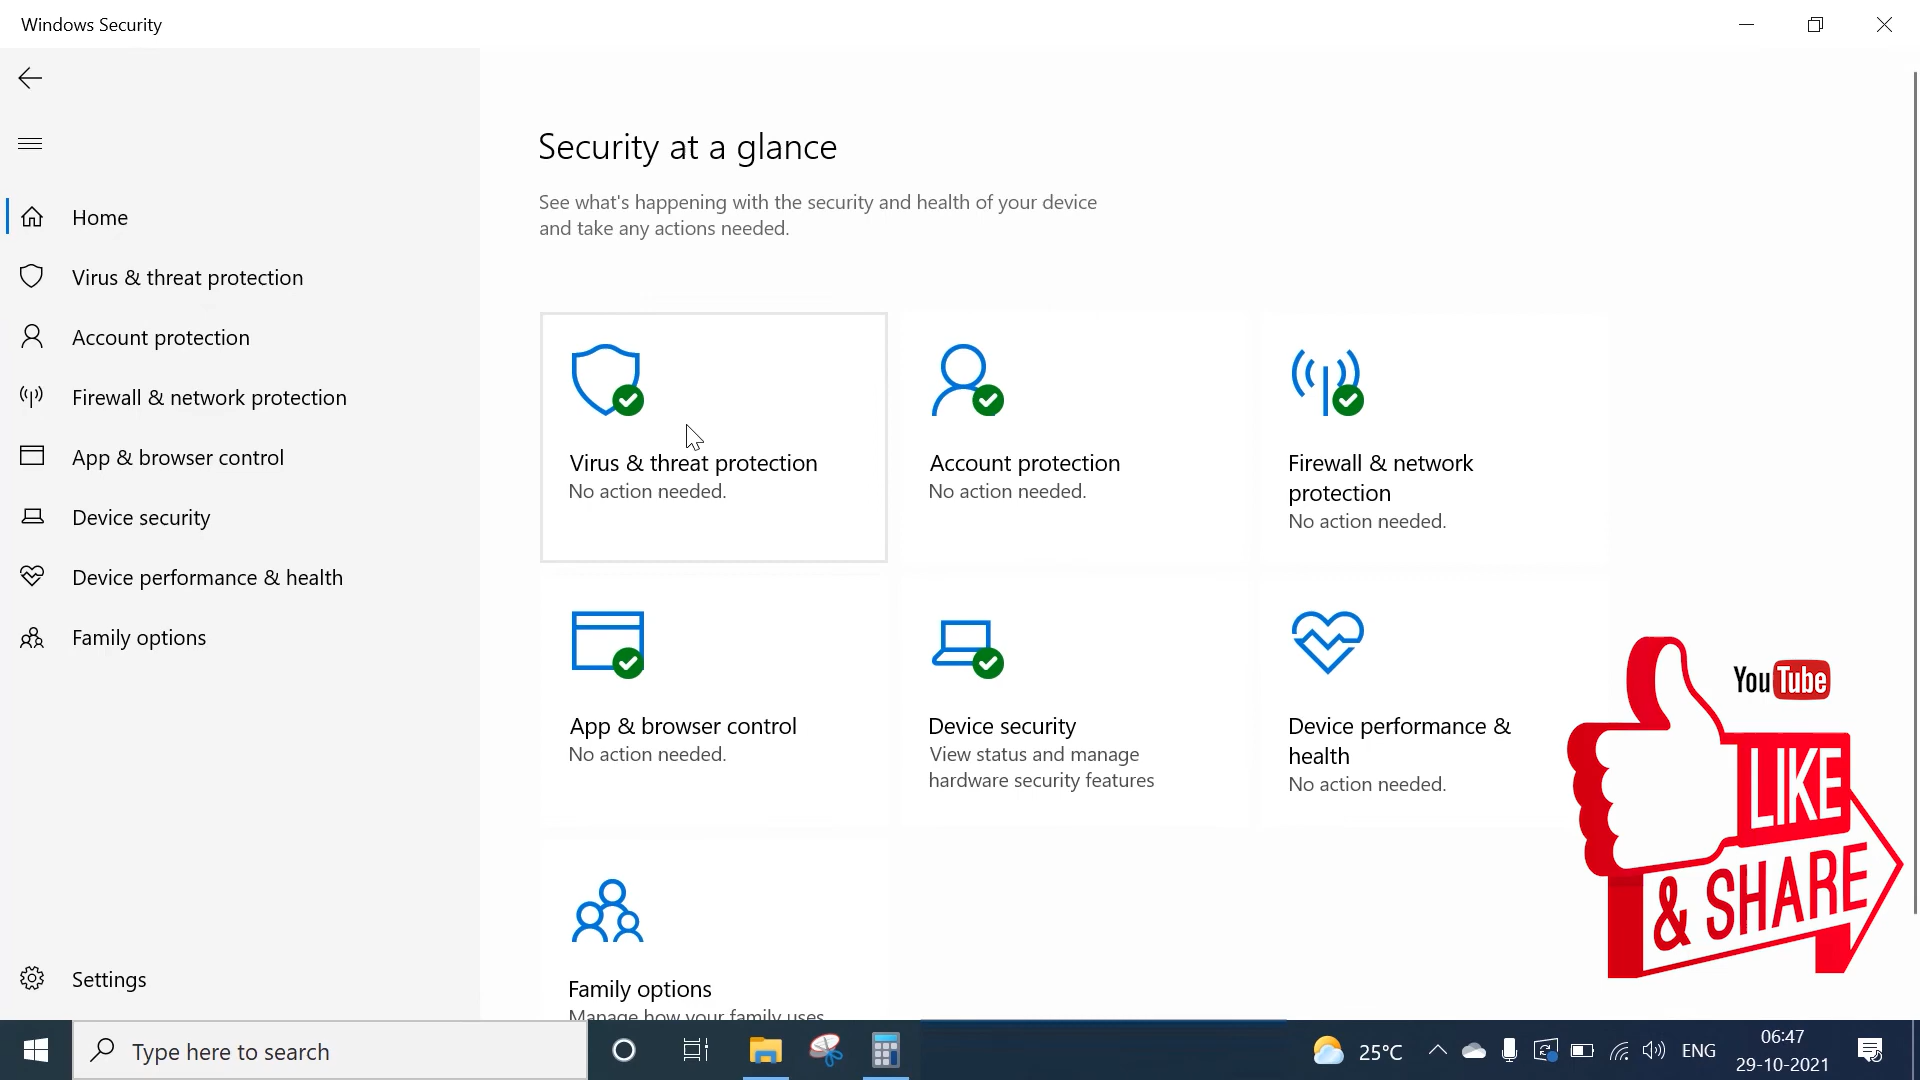 Windows Security
Home
Virus & threat protection
Account protection
Firewall & network protection
App & browser control
Device security
Device performance & health
Family options
Settings
Security at a glance
See what's happening with the security and health of your device
and take any actions needed.
Virus & threat protection
No action needed.
Account protection
No action needed.
Firewall & network
protection
No action needed.
App & browser control
No action needed.
Device security
View status and manage
hardware security features
Device performance &
health
No action needed.
Family options
Manage how your family uses
YouTube
LIKE
& SHARE
Type here to search
25°C
ENG
06:47
29-10-2021